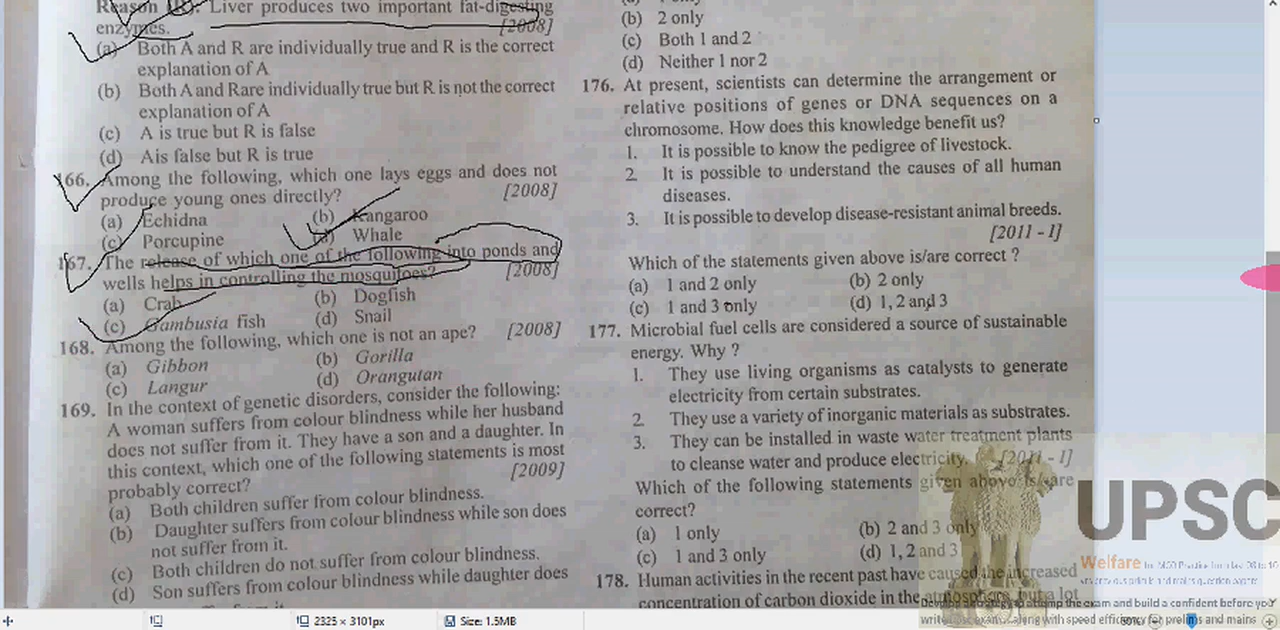 Reason (R): Liver produces two important fat-digesting
enzymes. [2008]
(a) Both A and R are individually true and R is the correct
explanation of A
(b) Both A and Rare individually true but R is not the correct
explanation of A
(c) A is true but R is false
(d) Ais false but R is true
166. Among the following, which one lays eggs and does not
produce young ones directly? [2008]
(a) Echidna (b) Kangaroo
(c) Porcupine (d) Whale
167. The release of which one of the following into ponds and
wells helps in controlling the mosquitoes? [2008]
(a) Crab (b) Dogfish
(c) Gambusia fish (d) Snail
168. Among the following, which one is not an ape? [2008]
(a) Gibbon (b) Gorilla
(c) Langur (d) Orangutan
169. In the context of genetic disorders, consider the following:
A woman suffers from colour blindness while her husband
does not suffer from it. They have a son and a daughter. In
this context, which one of the following statements is most
probably correct? [2009]
(a) Both children suffer from colour blindness.
(b) Daughter suffers from colour blindness while son does
not suffer from it.
(c) Both children do not suffer from colour blindness.
(d) Son suffers from colour blindness while daughter does
(b) 2 only
(c) Both 1 and 2
(d) Neither 1 nor 2
176. At present, scientists can determine the arrangement or
relative positions of genes or DNA sequences on a
chromosome. How does this knowledge benefit us?
1. It is possible to know the pedigree of livestock.
2. It is possible to understand the causes of all human
diseases.
3. It is possible to develop disease-resistant animal breeds.
[2011 - I]
Which of the statements given above is/are correct ?
(a) 1 and 2 only (b) 2 only
(c) 1 and 3 only (d) 1, 2 and 3
177. Microbial fuel cells are considered a source of sustainable
energy. Why ?
1. They use living organisms as catalysts to generate
electricity from certain substrates.
2. They use a variety of inorganic materials as substrates.
3. They can be installed in waste water treatment plants
to cleanse water and produce electricity. [2011 - I]
Which of the following statements given above is/are
correct?
(a) 1 only (b) 2 and 3 only
(c) 1 and 3 only (d) 1, 2 and 3
178. Human activities in the recent past have caused the increased
concentration of carbon dioxide in the atmosphere, but a lot
UPSC
Welfare
2325 × 3101px
Size: 1.5MB
50%